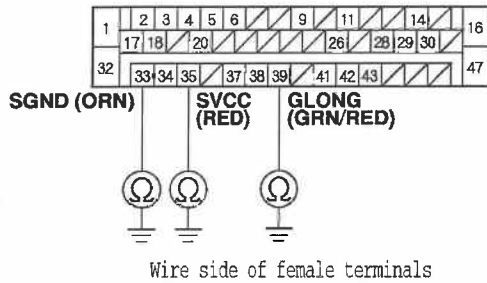 1 2 3 4 5 6 9 11 14 16
17 18 20 26 28 29 30
32 33 34 35 37 38 39 41 42 43 47
SGND (ORN) SVCC GLONG
(RED) (GRN/RED)
Ω Ω Ω
Wire side of female terminals